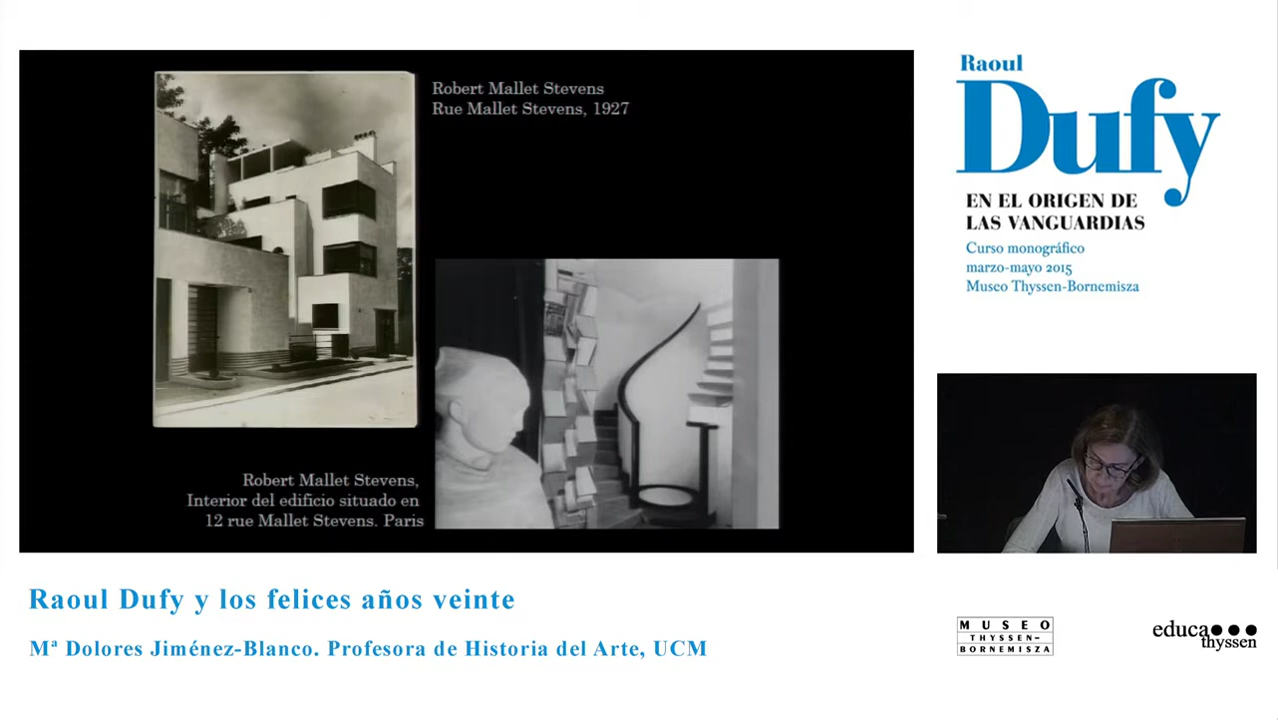 Robert Mallet Stevens
Rue Mallet Stevens, 1927
Robert Mallet Stevens,
Interior del edificio situado en
12 rue Mallet Stevens. Paris
Raoul
Dufy
EN EL ORIGEN DE
LAS VANGUARDIAS
Curso monográfico
marzo-mayo 2015
Museo Thyssen-Bornemisza
Raoul Dufy y los felices años veinte
Mª Dolores Jiménez-Blanco. Profesora de Historia del Arte, UCM
MUSEO
THYSSEN-
BORNEMISZA
educa
thyssen